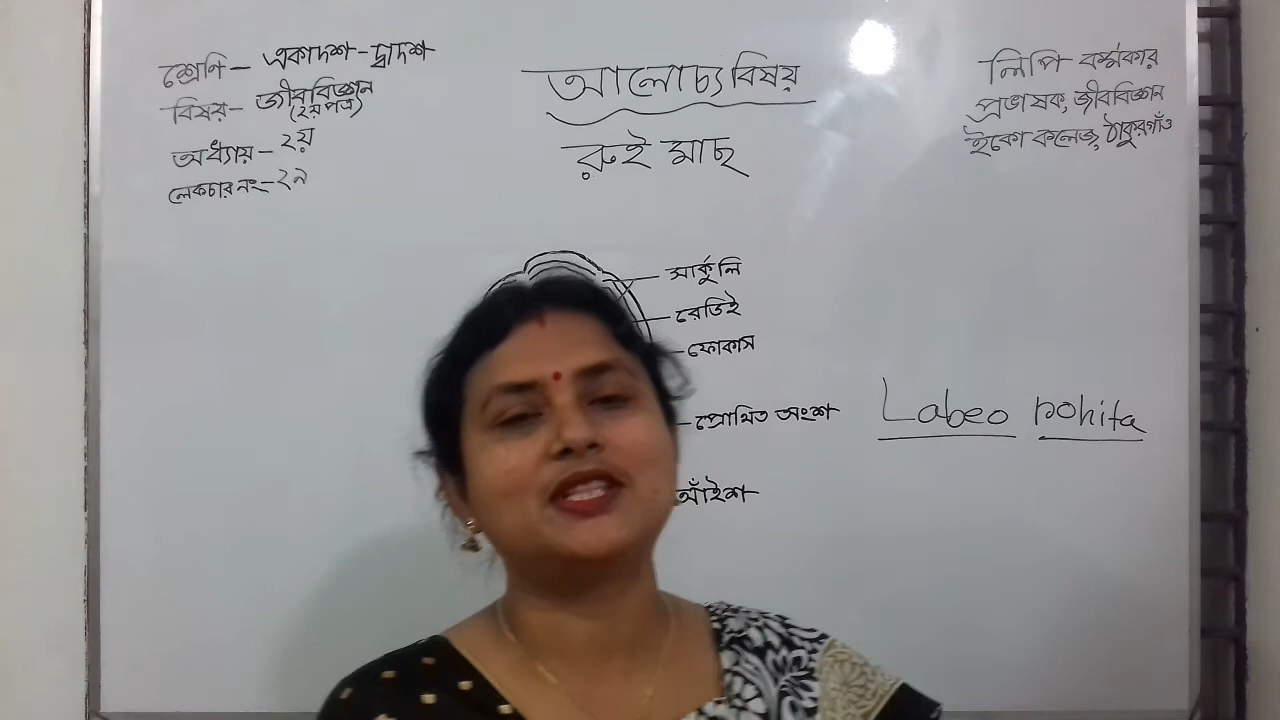 শ্রেণি - একাদশ - দ্বাদশ
বিষয় - জীববিজ্ঞান
২য় পত্র
অধ্যায় - ২য়
লেকচার নং - ২৯
আলোচ্য বিষয়
রুই মাছ
লিপি কর্মকার
প্রভাষক, জীববিজ্ঞান
ইকো কলেজ, ঠাকুরগাঁও
সার্কুলি
রেডিই
ফোকাস
প্রোথিত অংশ
আঁইশ
Labeo rohita